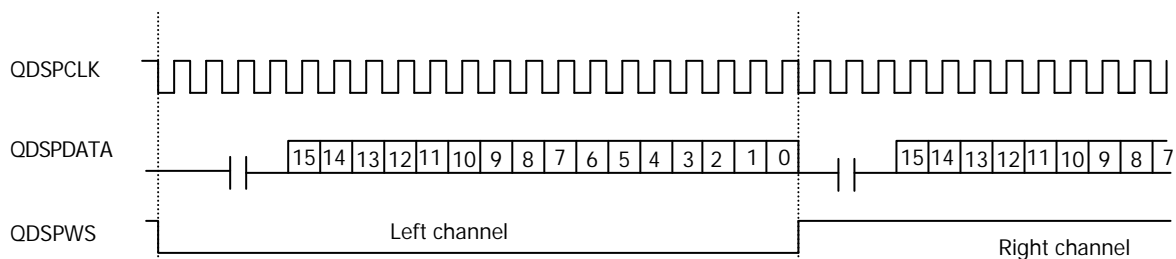 QDSPCLK
QDSPDATA
15 14 13 12 11 10 9 8 7 6 5 4 3 2 1 0
15 14 13 12 11 10 9 8 7
QDSPWS
Left channel
Right channel